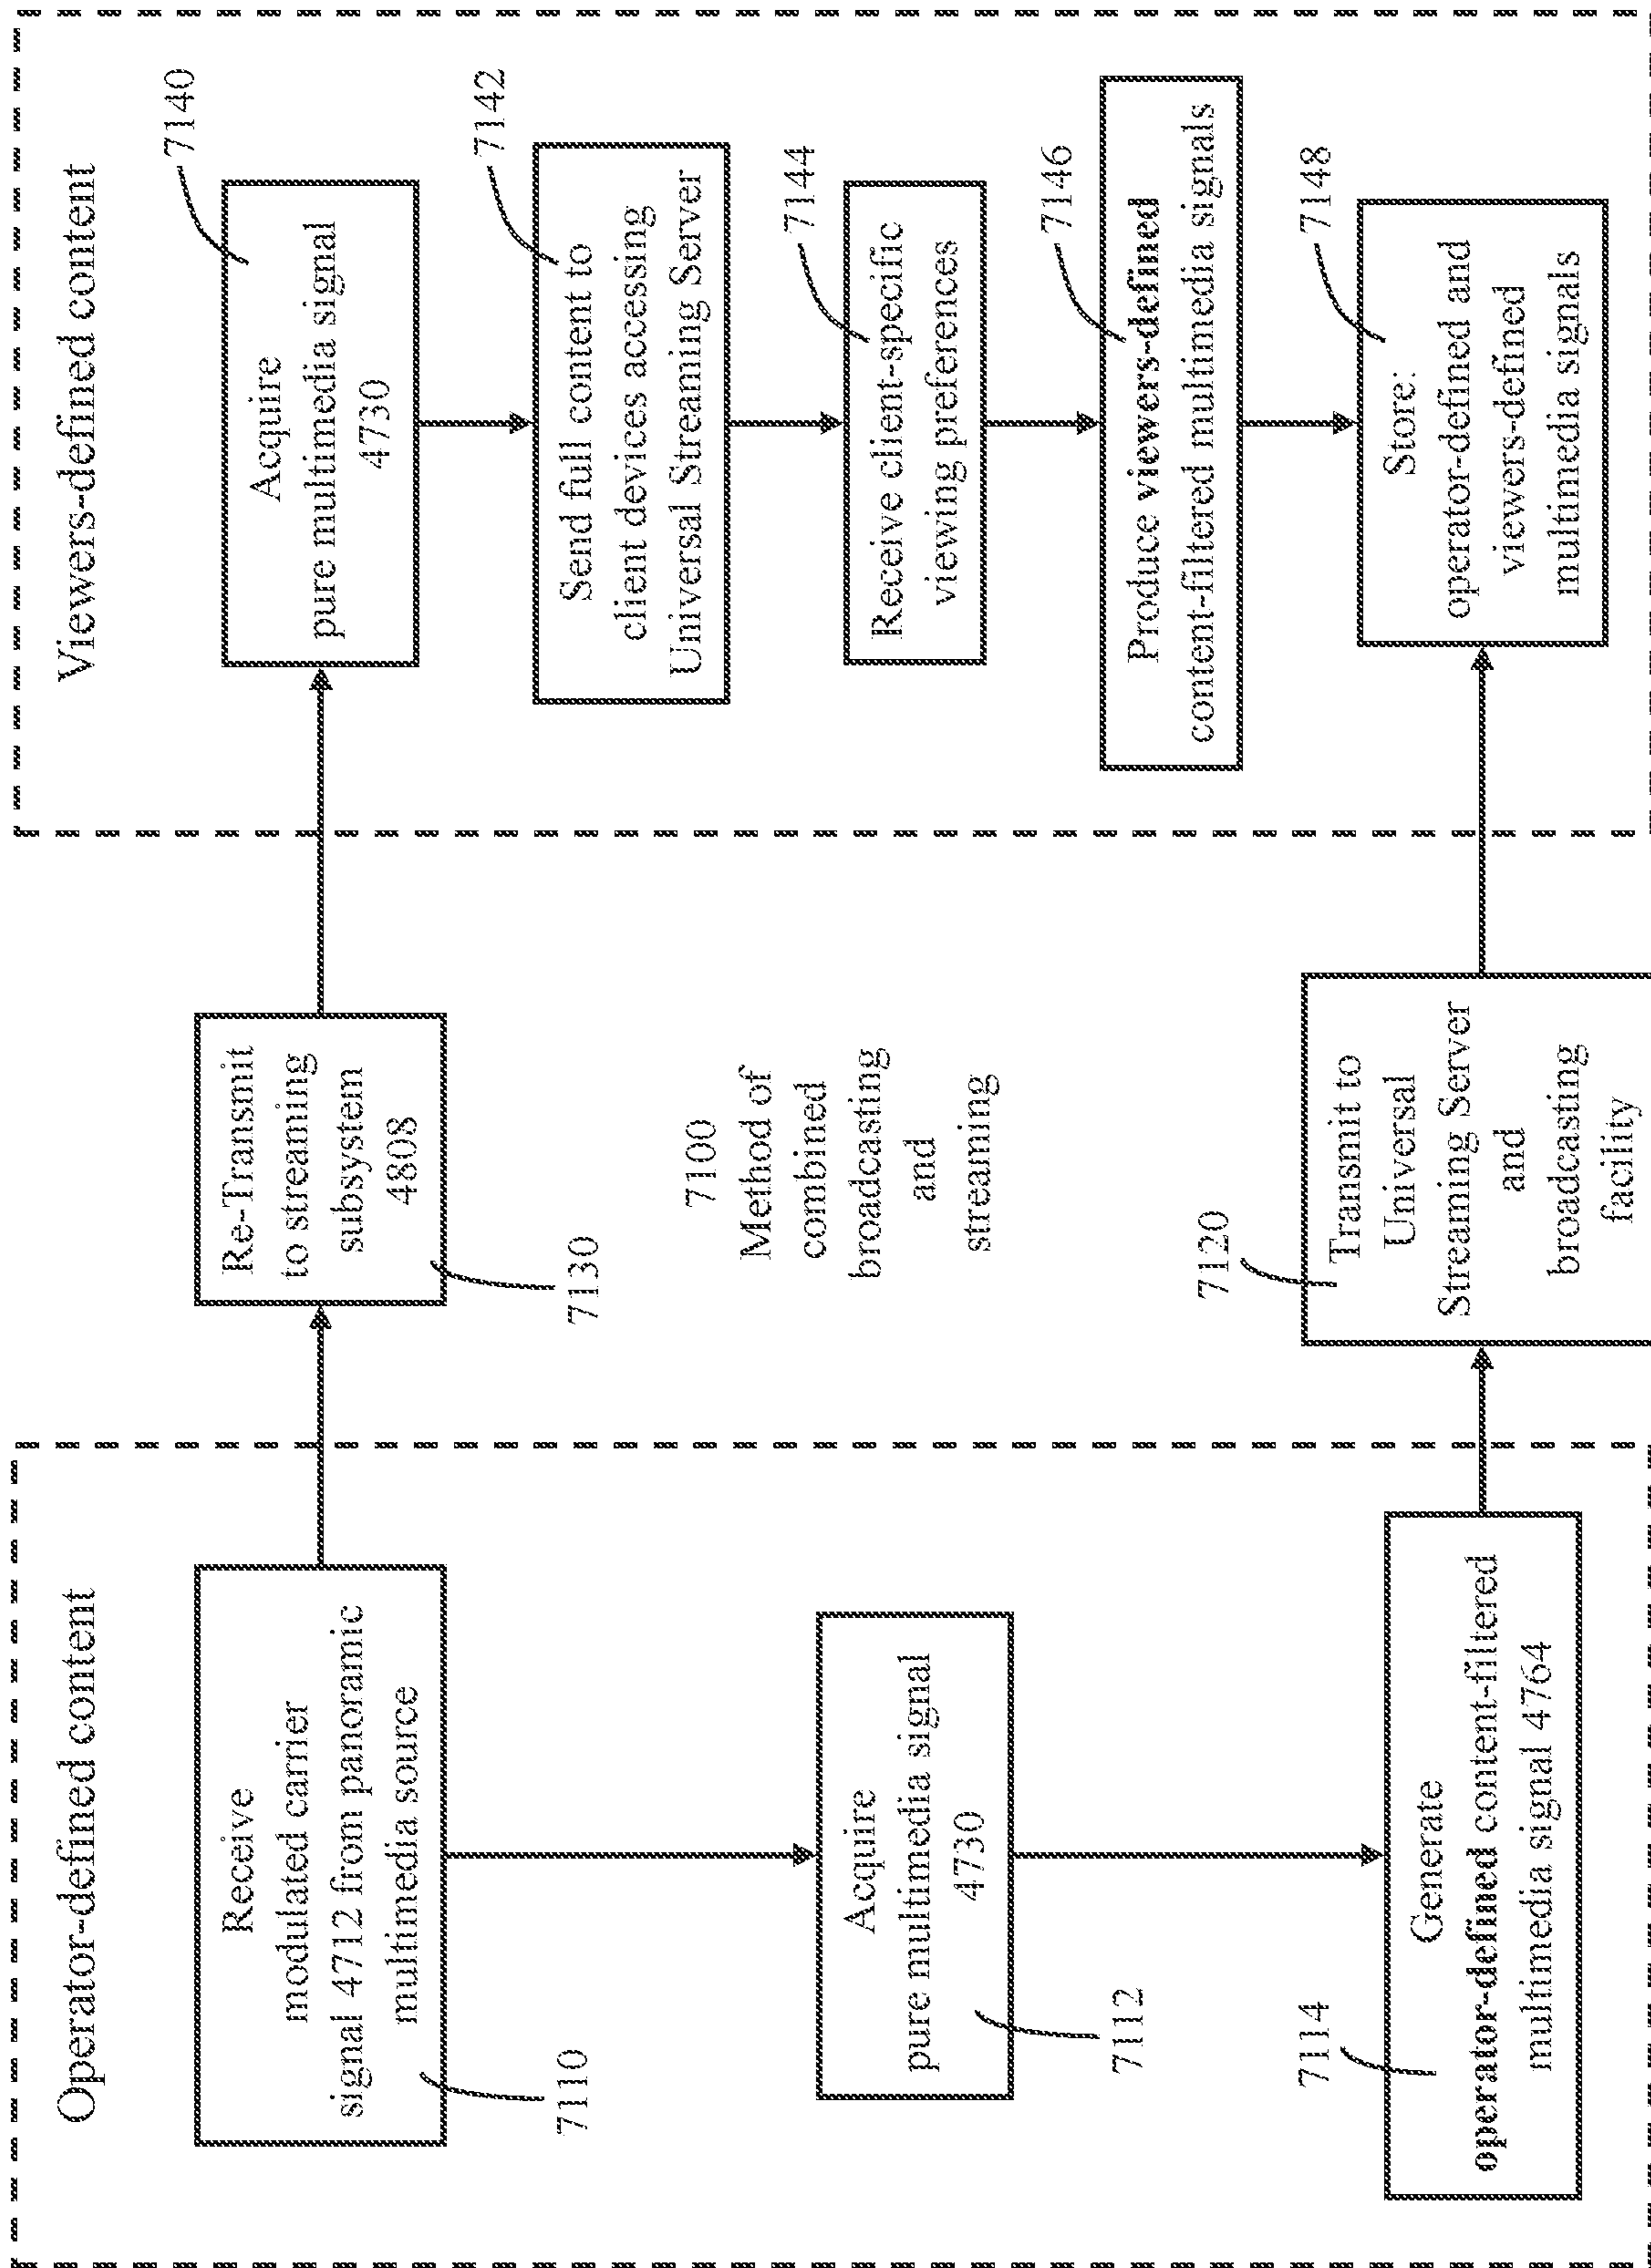 Operator-defined content
Receive
modulated carrier
signal 4712 from panoramic
multimedia source
7110
Acquire
pure multimedia signal
4730
7112
Generate
operator-defined content-filtered
multimedia signal 4764
7114
Re-Transmit
to streaming
subsystem
4808
7130
7100
Method of
combined
broadcasting
and
streaming
7120
Transmit to
Universal
Streaming Server
and
broadcasting
facility
Viewers-defined content
7140
Acquire
pure multimedia signal
4730
7142
Send full content to
client devices accessing
Universal Streaming Server
7144
Receive client-specific
viewing preferences
7146
Produce viewers-defined
content-filtered multimedia signals
7148
Store:
operator-defined and
viewers-defined
multimedia signals